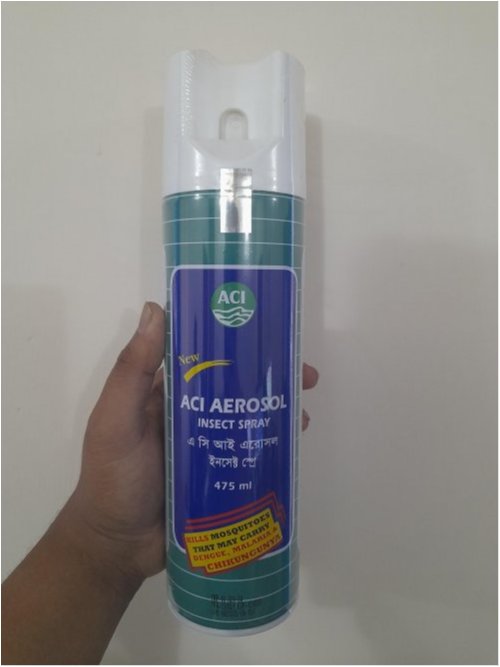 ACI
New
ACI AEROSOL
INSECT SPRAY
এ সি আই এরোসল
ইনসেক্ট স্প্রে
475 ml
KILLS MOSQUITOES
THAT MAY CARRY
DENGUE, MALARIA &
CHIKUNGUNYA